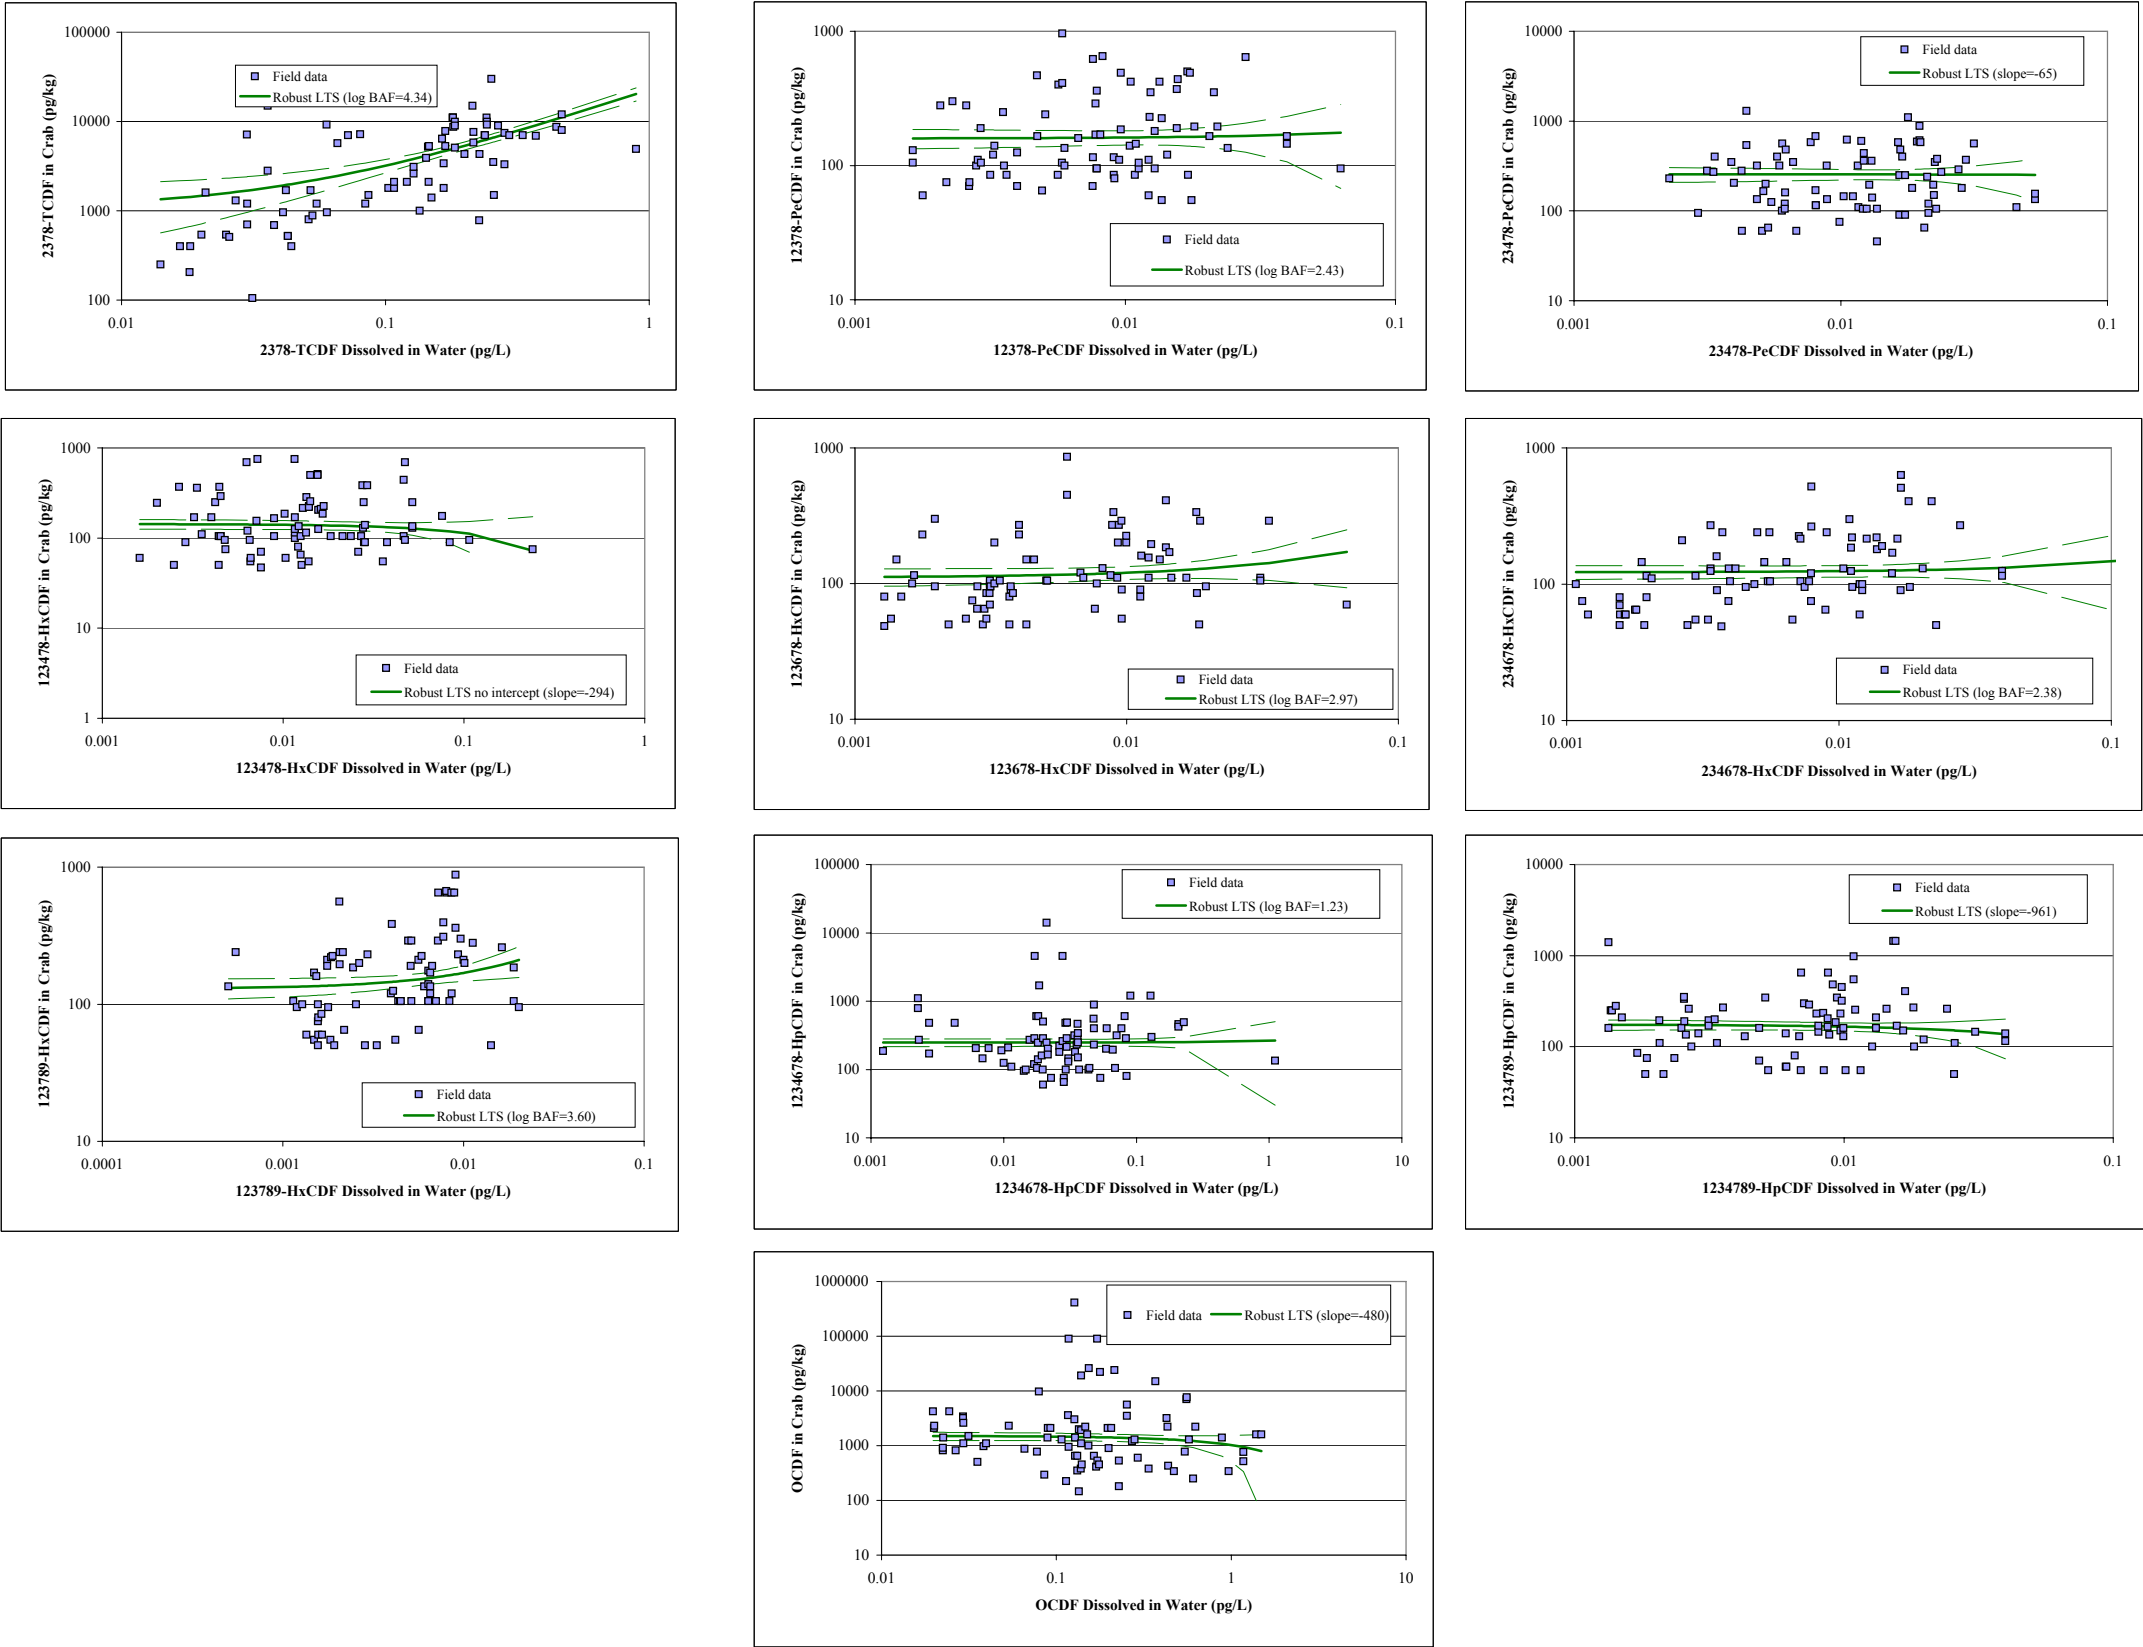 100000
10000
1000
100
0.01
0.1
1
2378-TCDF in Crab (pg/kg)
2378-TCDF Dissolved in Water (pg/L)
Field data
Robust LTS (log BAF=4.34)
1000
100
10
0.001
0.01
0.1
12378-PeCDF in Crab (pg/kg)
12378-PeCDF Dissolved in Water (pg/L)
Field data
Robust LTS (log BAF=2.43)
10000
1000
100
10
0.001
0.01
0.1
23478-PeCDF in Crab (pg/kg)
23478-PeCDF Dissolved in Water (pg/L)
Field data
Robust LTS (slope=-65)
1000
100
10
1
0.001
0.01
0.1
1
123478-HxCDF in Crab (pg/kg)
123478-HxCDF Dissolved in Water (pg/L)
Field data
Robust LTS no intercept (slope=-294)
1000
100
10
0.001
0.01
0.1
123678-HxCDF in Crab (pg/kg)
123678-HxCDF Dissolved in Water (pg/L)
Field data
Robust LTS (log BAF=2.97)
1000
100
10
0.001
0.01
0.1
234678-HxCDF in Crab (pg/kg)
234678-HxCDF Dissolved in Water (pg/L)
Field data
Robust LTS (log BAF=2.38)
1000
100
10
0.0001
0.001
0.01
0.1
123789-HxCDF in Crab (pg/kg)
123789-HxCDF Dissolved in Water (pg/L)
Field data
Robust LTS (log BAF=3.60)
100000
10000
1000
100
10
0.001
0.01
0.1
1
10
1234678-HpCDF in Crab (pg/kg)
1234678-HpCDF Dissolved in Water (pg/L)
Field data
Robust LTS (log BAF=1.23)
10000
1000
100
10
0.001
0.01
0.1
1234789-HpCDF in Crab (pg/kg)
1234789-HpCDF Dissolved in Water (pg/L)
Field data
Robust LTS (slope=-961)
1000000
100000
10000
1000
100
10
0.01
0.1
1
10
OCDF in Crab (pg/kg)
OCDF Dissolved in Water (pg/L)
Field data
Robust LTS (slope=-480)